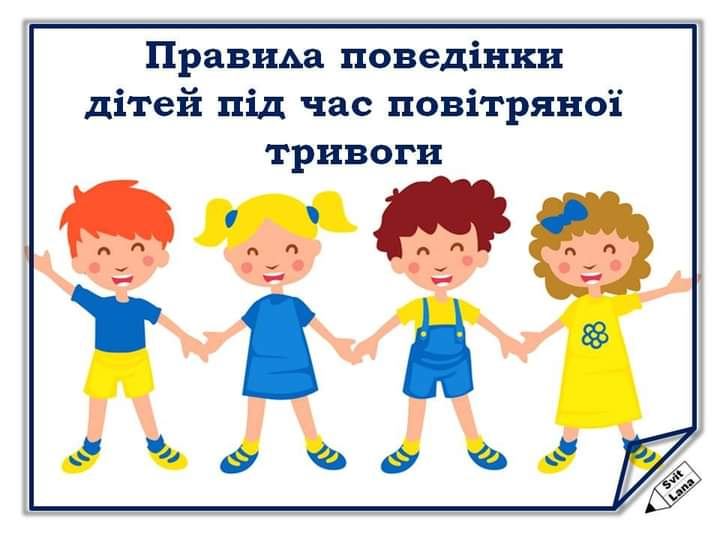 Правила поведінки
дітей під час повітряної
тривоги
Svit
Lana